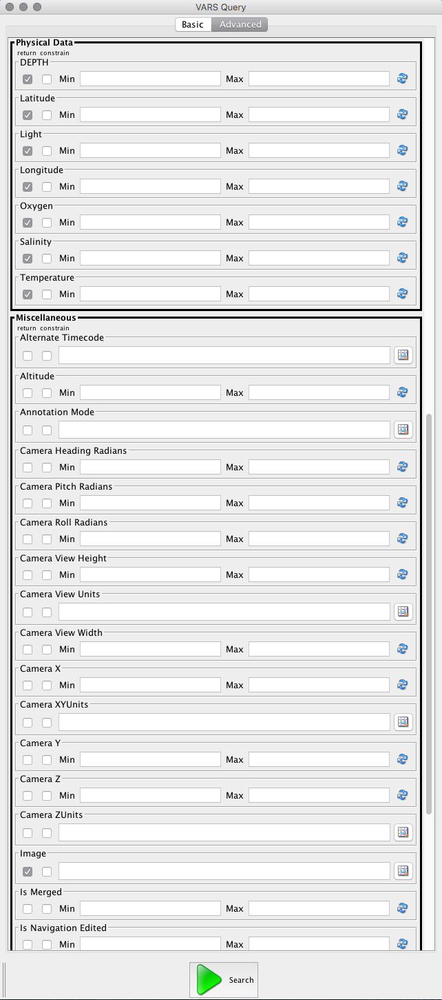 VARS Query
Basic Advanced
Physical Data
return constrain
DEPTH
Min Max
Latitude
Min Max
Light
Min Max
Longitude
Min Max
Oxygen
Min Max
Salinity
Min Max
Temperature
Min Max
Miscellaneous
return constrain
Alternate Timecode
Altitude
Min Max
Annotation Mode
Camera Heading Radians
Min Max
Camera Pitch Radians
Min Max
Camera Roll Radians
Min Max
Camera View Height
Min Max
Camera View Units
Camera View Width
Min Max
Camera X
Min Max
Camera XYUnits
Camera Y
Min Max
Camera Z
Min Max
Camera ZUnits
Image
Is Merged
Min Max
Is Navigation Edited
Min Max
Search